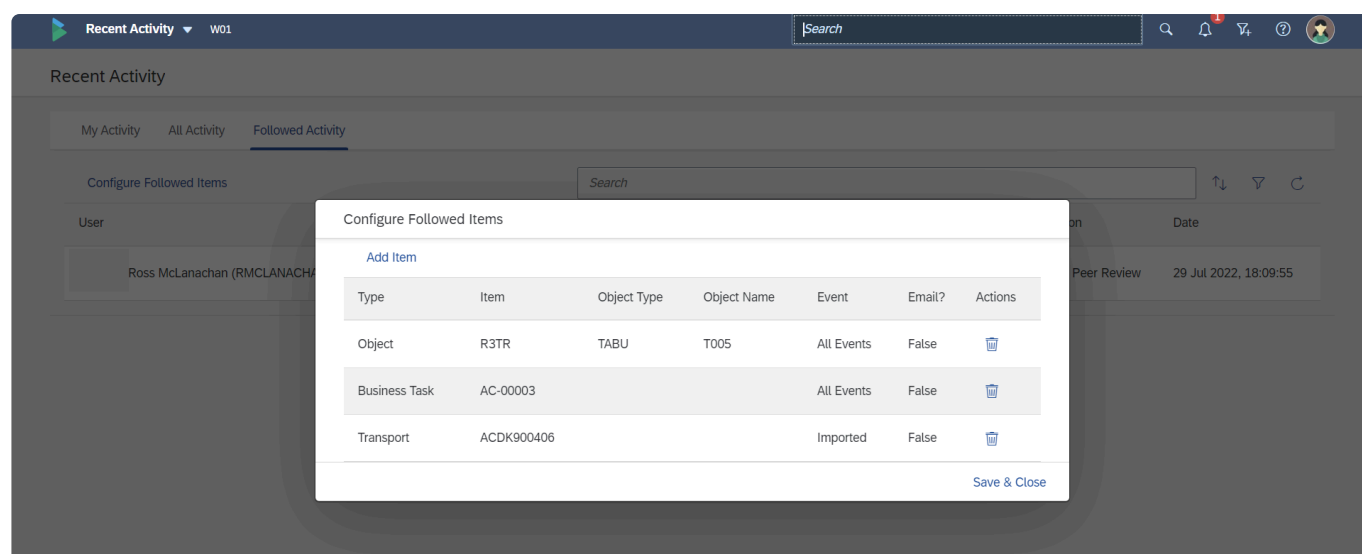 Recent Activity W01 Search 1
Recent Activity
My Activity All Activity Followed Activity
Configure Followed Items Search
User on Date
Ross McLanachan (RMCLANACHA Peer Review 29 Jul 2022, 18:09:55
Configure Followed Items
Add Item
Type Item Object Type Object Name Event Email? Actions
Object R3TR TABU T005 All Events False
Business Task AC-00003 All Events False
Transport ACDK900406 Imported False
Save & Close